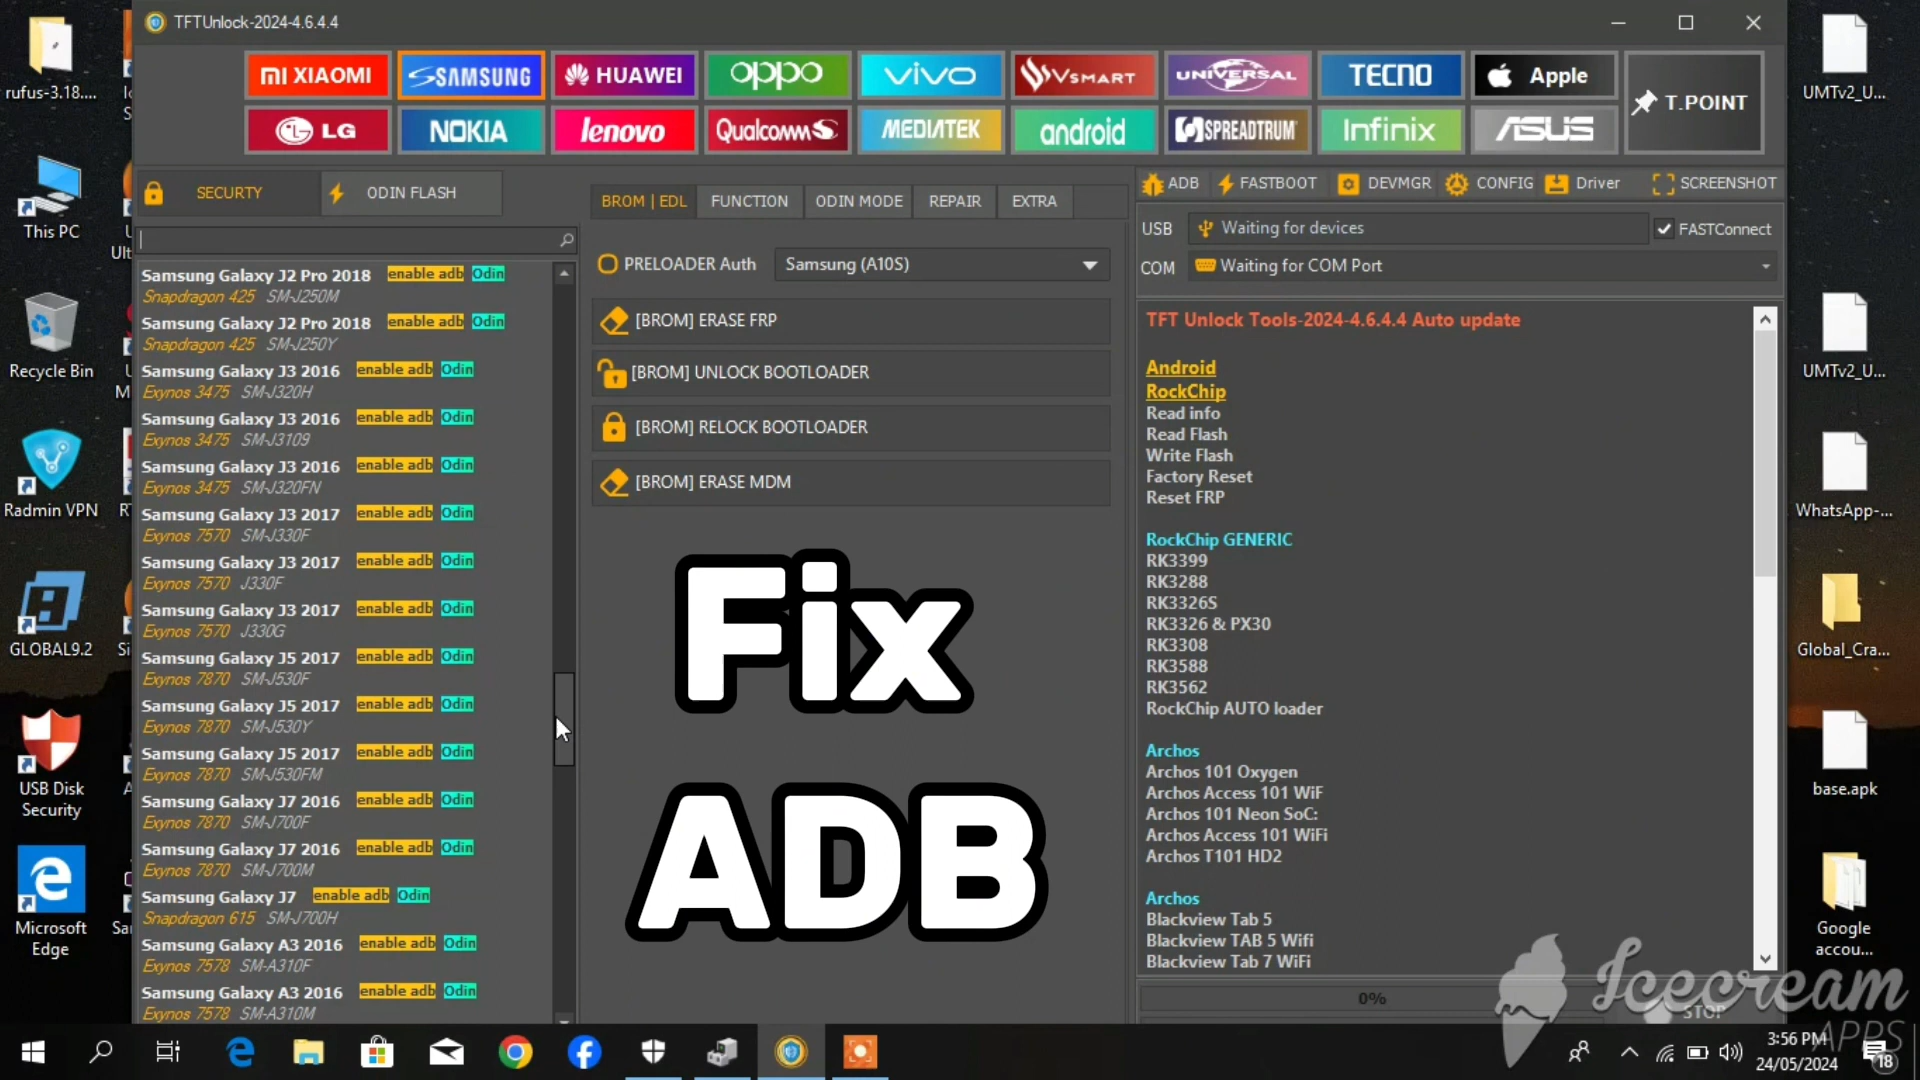 TFTUnlock-2024-4.6.4.4
MI XIAOMI
SAMSUNG
HUAWEI
oppo
vivo
VSMART
UNIVERSAL
TECNO
Apple
T.POINT
LG
NOKIA
lenovo
Qualcomm
MEDIATEK
android
SPREADTRUM
Infinix
ASUS
SECURTY
ODIN FLASH
BROM | EDL
FUNCTION
ODIN MODE
REPAIR
EXTRA
ADB
FASTBOOT
DEVMGR
CONFIG
Driver
SCREENSHOT
USB
Waiting for devices
FASTConnect
COM
Waiting for COM Port
Samsung Galaxy J2 Pro 2018 enable adb Odin
Snapdragon 425 SM-J250M
Samsung Galaxy J2 Pro 2018 enable adb Odin
Snapdragon 425 SM-J250Y
Samsung Galaxy J3 2016 enable adb Odin
Exynos 3475 SM-J320H
Samsung Galaxy J3 2016 enable adb Odin
Exynos 3475 SM-J3109
Samsung Galaxy J3 2016 enable adb Odin
Exynos 3475 SM-J320FN
Samsung Galaxy J3 2017 enable adb Odin
Exynos 7570 SM-J330F
Samsung Galaxy J3 2017 enable adb Odin
Exynos 7570 J330F
Samsung Galaxy J3 2017 enable adb Odin
Exynos 7570 J330G
Samsung Galaxy J5 2017 enable adb Odin
Exynos 7870 SM-J530F
Samsung Galaxy J5 2017 enable adb Odin
Exynos 7870 SM-J530Y
Samsung Galaxy J5 2017 enable adb Odin
Exynos 7870 SM-J530FM
Samsung Galaxy J7 2016 enable adb Odin
Exynos 7870 SM-J700F
Samsung Galaxy J7 2016 enable adb Odin
Exynos 7870 SM-J700M
Samsung Galaxy J7 enable adb Odin
Snapdragon 615 SM-J700H
Samsung Galaxy A3 2016 enable adb Odin
Exynos 7578 SM-A310F
Samsung Galaxy A3 2016 enable adb Odin
Exynos 7578 SM-A310M
PRELOADER Auth
Samsung (A10S)
[BROM] ERASE FRP
[BROM] UNLOCK BOOTLOADER
[BROM] RELOCK BOOTLOADER
[BROM] ERASE MDM
Fix
ADB
TFT Unlock Tools-2024-4.6.4.4 Auto update
Android
RockChip
Read info
Read Flash
Write Flash
Factory Reset
Reset FRP
RockChip GENERIC
RK3399
RK3288
RK3326S
RK3326 & PX30
RK3308
RK3588
RK3562
RockChip AUTO loader
Archos
Archos 101 Oxygen
Archos Access 101 WiF
Archos 101 Neon SoC:
Archos Access 101 WiFi
Archos T101 HD2
Archos
Blackview Tab 5
Blackview TAB 5 Wifi
Blackview Tab 7 WiFi
0%
STOP
Icecream
APPS
rufus-3.18....
This PC
Recycle Bin
Radmin VPN
GLOBAL9.2
USB Disk
Security
Microsoft
Edge
UMTv2_U...
UMTv2_U...
WhatsApp-...
Global_Cra...
base.apk
Google
accou...
3:56 PM
24/05/2024
18